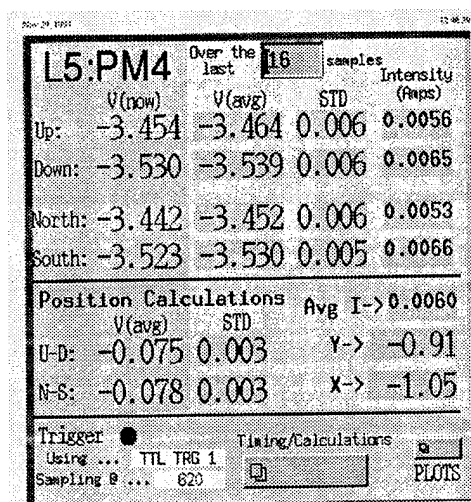 Nov 29, 1991
L5:PM4 Over the last 16 samples
Intensity (Amps)
V(now) V(avg) STD
Up: -3.454 -3.464 0.006 0.0056
Down: -3.530 -3.539 0.006 0.0065
North: -3.442 -3.452 0.006 0.0053
South: -3.523 -3.530 0.005 0.0066
Position Calculations Avg I-> 0.0060
V(avg) STD
U-D: -0.075 0.003 Y-> -0.91
N-S: -0.078 0.003 X-> -1.05
Trigger
Timing/Calculations
Using ... TTL TRG 1
Sampling @ ... 820
PLOTS